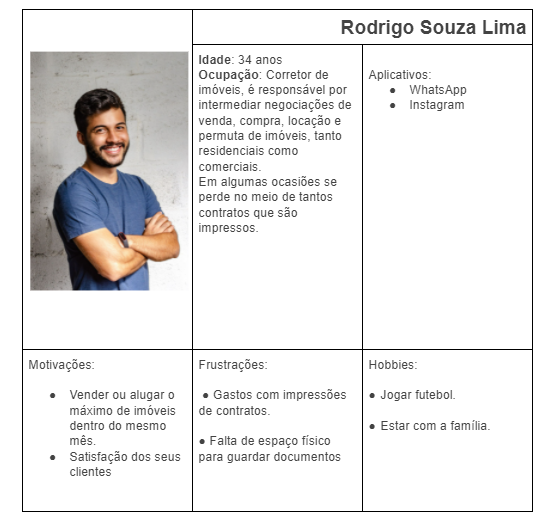 Rodrigo Souza Lima
Idade: 34 anos
Ocupação: Corretor de
imóveis, é responsável por
intermediar negociações de
venda, compra, locação e
permuta de imóveis, tanto
residenciais como
comerciais.
Em algumas ocasiões se
perde no meio de tantos
contratos que são
impressos.
Aplicativos:
● WhatsApp
● Instagram
Motivações:
● Vender ou alugar o
máximo de imóveis
dentro do mesmo
mês.
● Satisfação dos seus
clientes
Frustrações:
● Gastos com impressões
de contratos.
● Falta de espaço físico
para guardar documentos
Hobbies:
● Jogar futebol.
● Estar com a família.